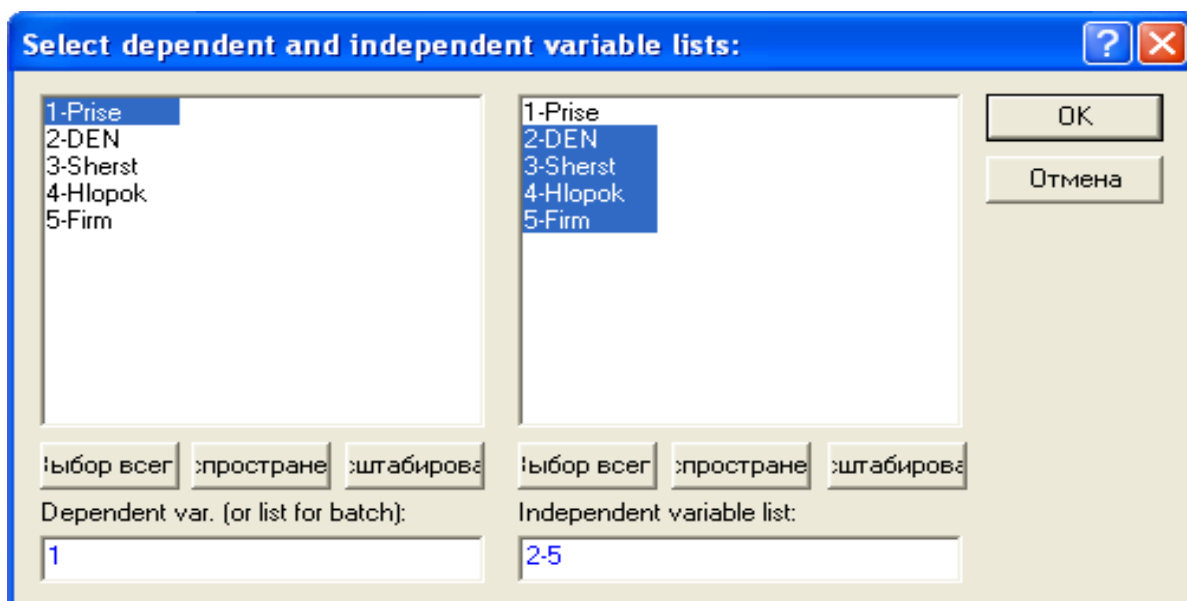 Select dependent and independent variable lists:
1-Prise
2-DEN
3-Sherst
4-Hlopok
5-Firm
1-Prise
2-DEN
3-Sherst
4-Hlopok
5-Firm
OK
Отмена
ыбор всег
спростране
сштабирова
ыбор всег
спростране
сштабирова
Dependent var. (or list for batch):
Independent variable list:
1
2-5